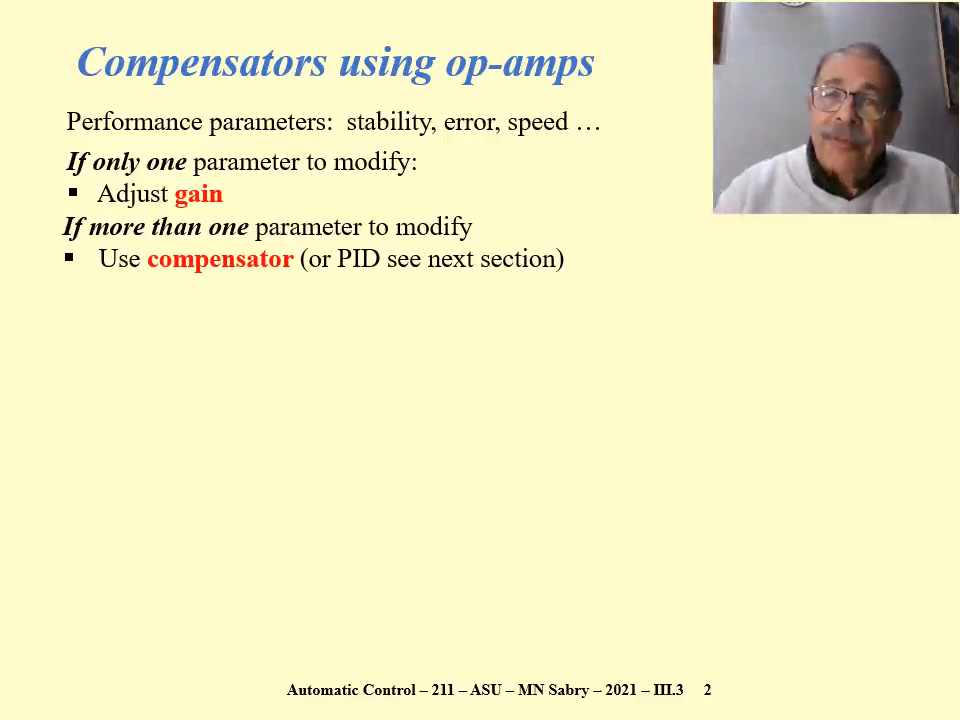 Compensators using op-amps
Performance parameters:  stability, error, speed …
If only one parameter to modify:
▪ Adjust gain
If more than one parameter to modify
▪ Use compensator (or PID see next section)
Automatic Control – 211 – ASU – MN Sabry – 2021 – III.3 2